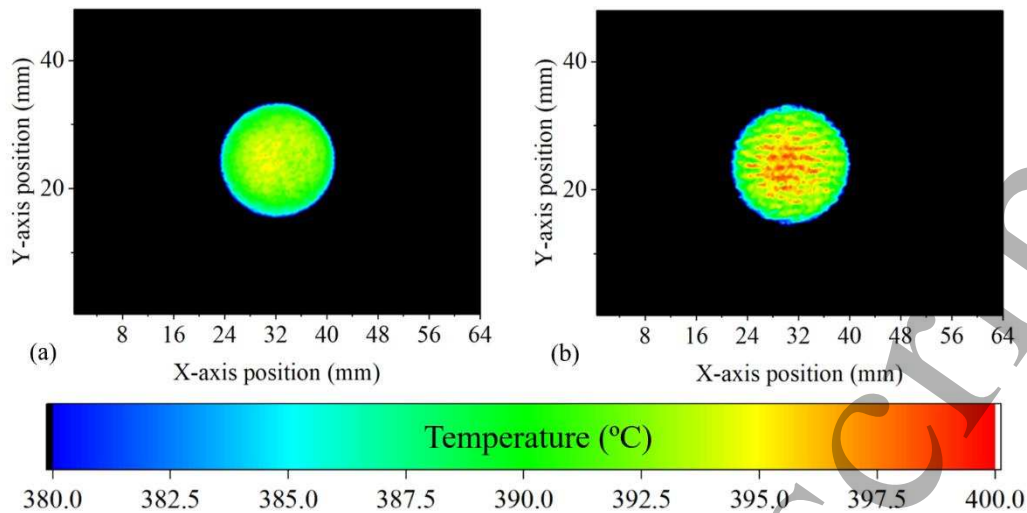 40
20
Y-axis position (mm)
8 16 24 32 40 48 56 64
(a)
X-axis position (mm)
40
20
Y-axis position (mm)
8 16 24 32 40 48 56 64
(b)
X-axis position (mm)
Temperature (ºC)
380.0 382.5 385.0 387.5 390.0 392.5 395.0 397.5 400.0